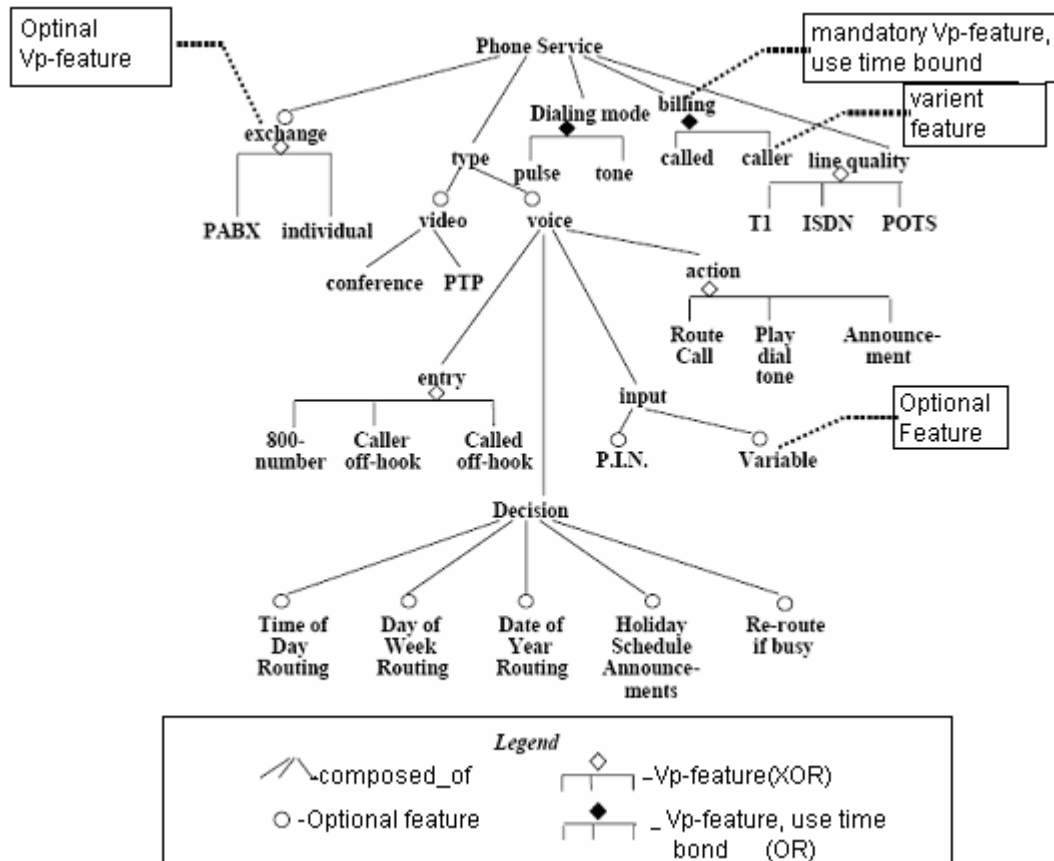 Optinal
Vp-feature
Phone Service
mandatory Vp-feature,
use time bound
varient
feature
exchange
PABX individual
type
video voice
conference PTP
Dialing mode
pulse tone
billing
called caller
line quality
T1 ISDN POTS
action
Route
Call
Play
dial
tone
Announce-
ment
entry
800-
number
Caller
off-hook
Called
off-hook
input
P.I.N. Variable
Optional
Feature
Decision
Time of
Day
Routing
Day of
Week
Routing
Date of
Year
Routing
Holiday
Schedule
Announce-
ments
Re-route
if busy
Legend
-composed_of
-Vp-feature(XOR)
-Optional feature
- Vp-feature, use time
bond (OR)